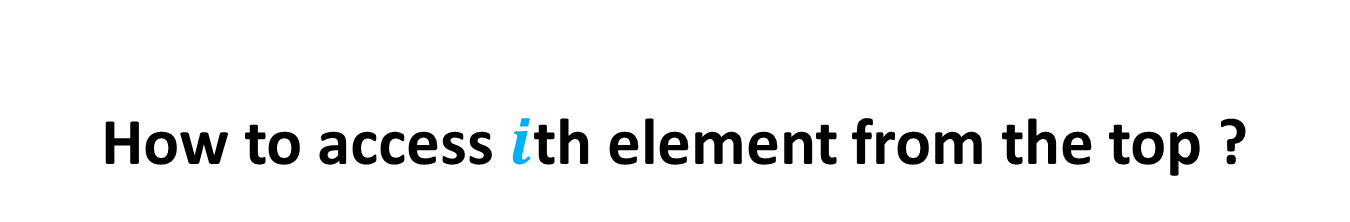 How to access ith element from the top ?